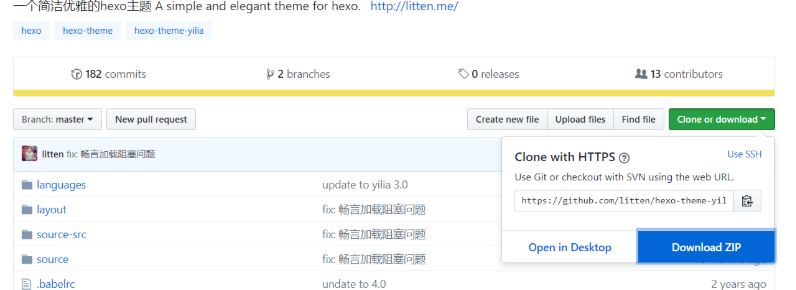 一个简洁优雅的hexo主题 A simple and elegant theme for hexo. http://litten.me/
hexo hexo-theme hexo-theme-yilia
182 commits 2 branches 0 releases 13 contributors
Branch: master New pull request Create new file Upload files Find file Clone or download
litten fix: 畅言加载阻塞问题
Clone with HTTPS ? Use SSH
Use Git or checkout with SVN using the web URL.
https://github.com/litten/hexo-theme-yil
Open in Desktop Download ZIP
languages update to yilia 3.0
layout fix: 畅言加载阻塞问题
source-src fix: 畅言加载阻塞问题
source fix: 畅言加载阻塞问题
.babelrc undate to 4.0 2 years ago